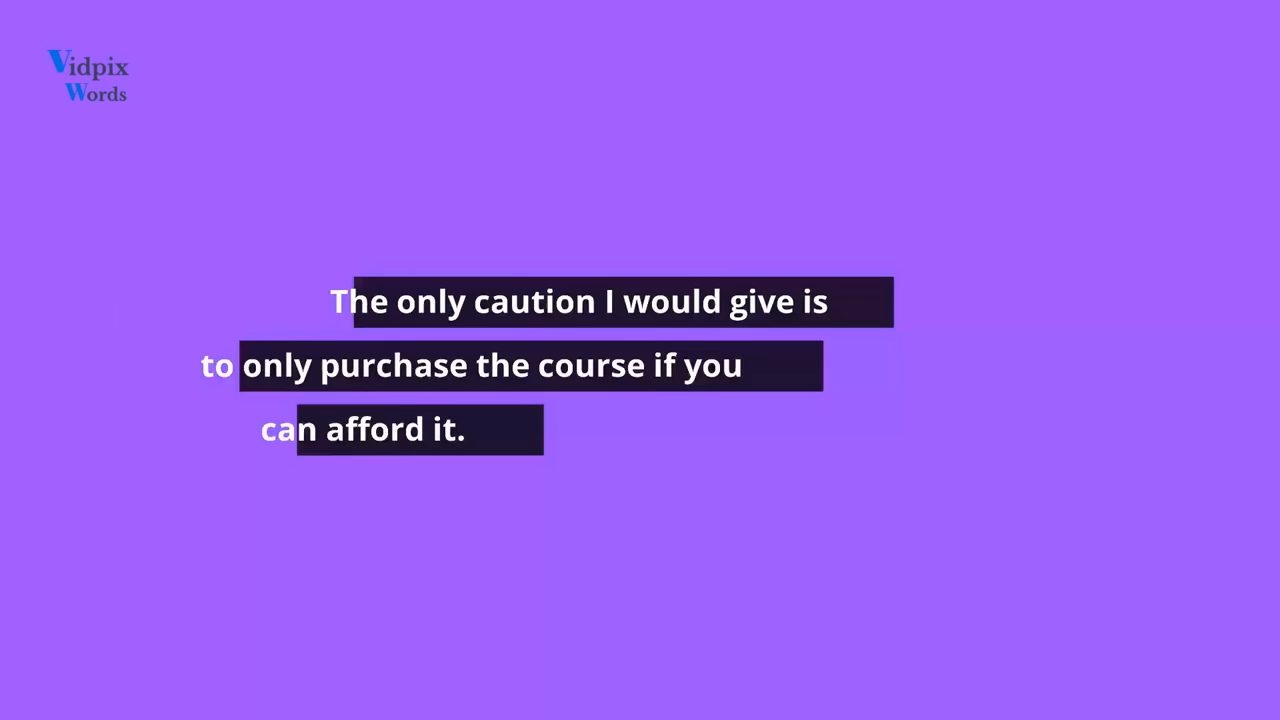 Vidpix
Words
The only caution I would give is
to only purchase the course if you
can afford it.